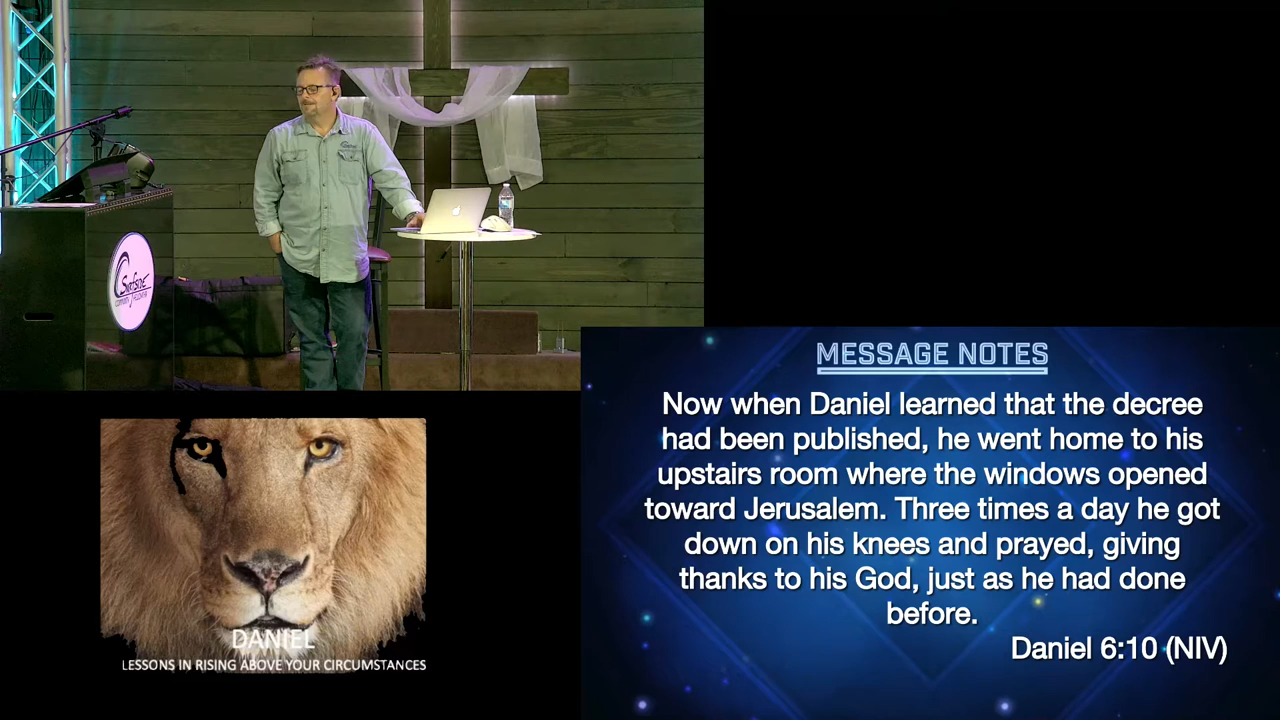 SURFSIDE
COMMUNITY FELLOWSHIP
MESSAGE NOTES
Now when Daniel learned that the decree
had been published, he went home to his
upstairs room where the windows opened
toward Jerusalem. Three times a day he got
down on his knees and prayed, giving
thanks to his God, just as he had done
before.
Daniel 6:10 (NIV)
DANIEL
LESSONS IN RISING ABOVE YOUR CIRCUMSTANCES